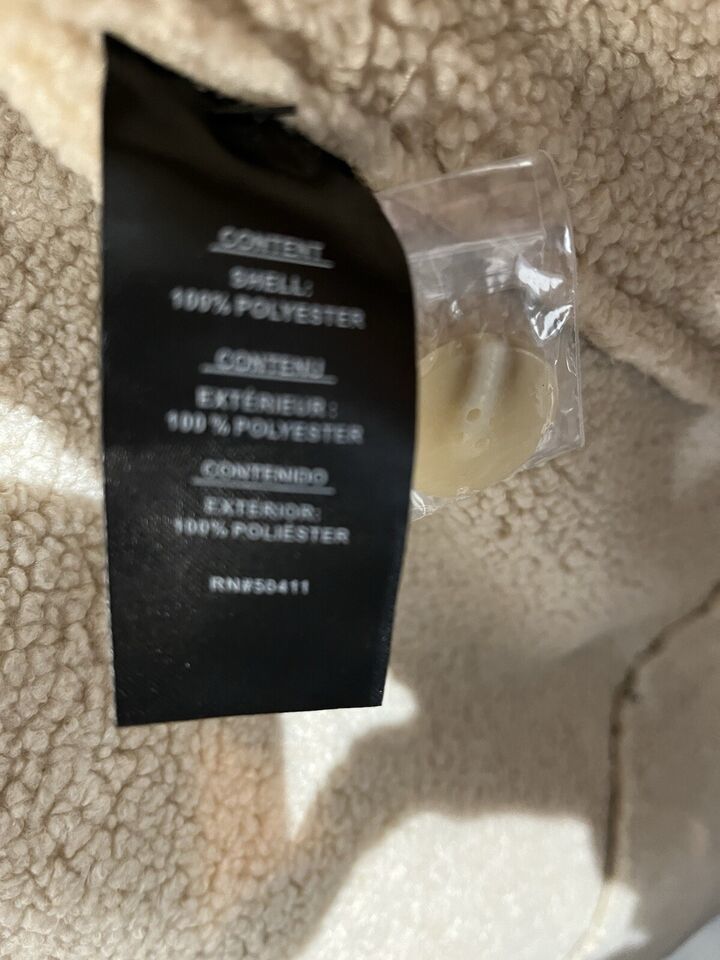 CONTENT
SHELL:
100% POLYESTER
CONTENU
EXTÉRIEUR:
100 % POLYESTER
CONTENIDO
EXTERIOR:
100% POLIÉSTER
RN#50411